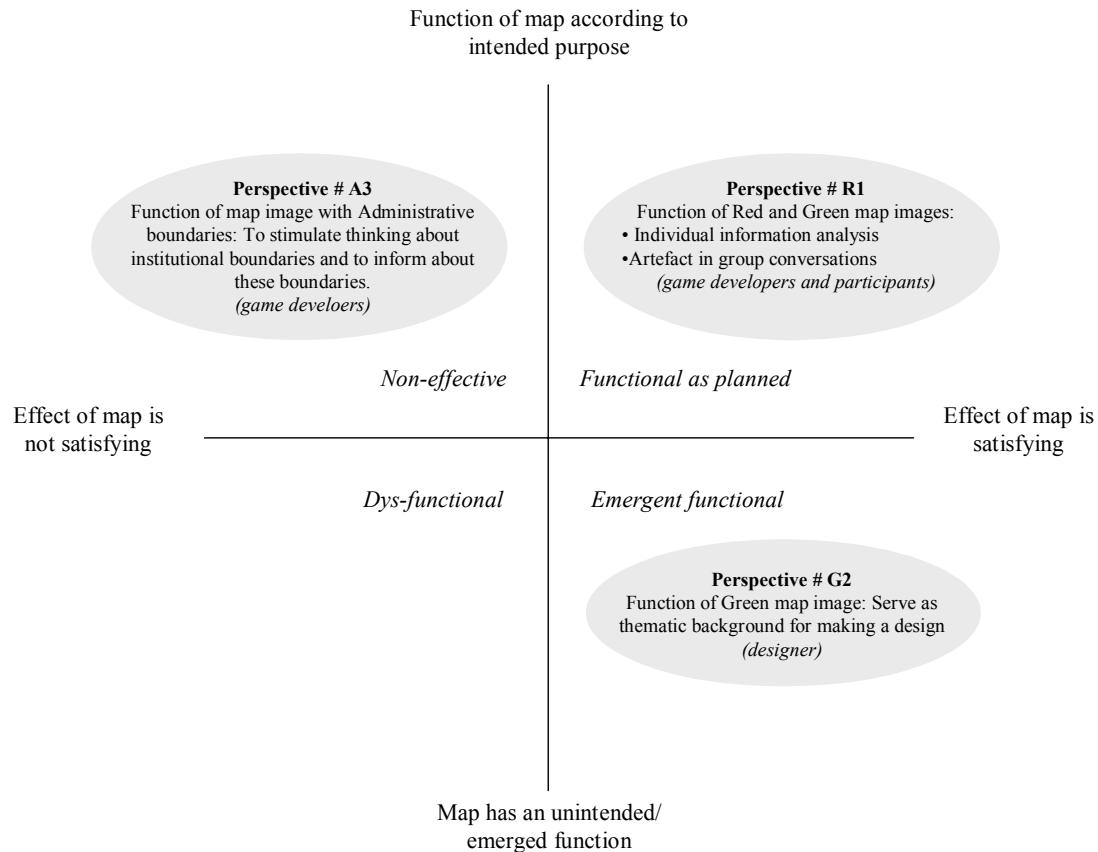 Function of map according to
intended purpose
Perspective # A3
Function of map image with Administrative
boundaries: To stimulate thinking about
institutional boundaries and to inform about
these boundaries.
(game develoers)
Perspective # R1
Function of Red and Green map images:
• Individual information analysis
•Artefact in group conversations
(game developers and participants)
Non-effective
Functional as planned
Effect of map is
not satisfying
Effect of map is
satisfying
Dys-functional
Emergent functional
Perspective # G2
Function of Green map image: Serve as
thematic background for making a design
(designer)
Map has an unintended/
emerged function